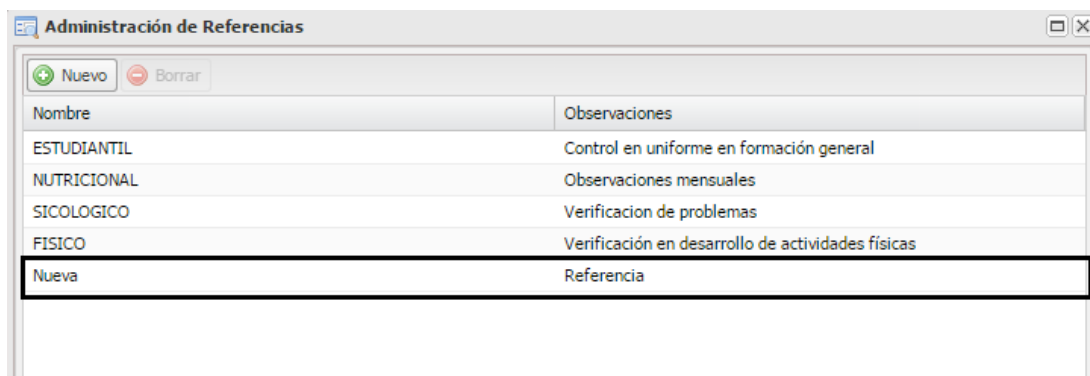 Administración de Referencias
Nuevo Borrar
Nombre Observaciones
ESTUDIANTIL Control en uniforme en formación general
NUTRICIONAL Observaciones mensuales
SICOLOGICO Verificacion de problemas
FISICO Verificación en desarrollo de actividades físicas
Nueva Referencia